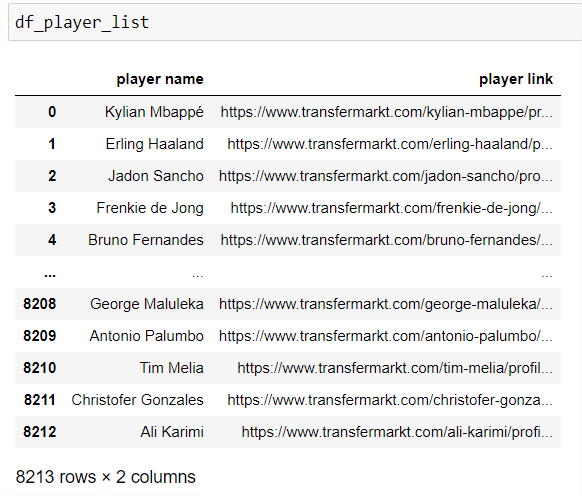 df_player_list
player name player link
0 Kylian Mbappé https://www.transfermarkt.com/kylian-mbappe/pr...
1 Erling Haaland https://www.transfermarkt.com/erling-haaland/p...
2 Jadon Sancho https://www.transfermarkt.com/jadon-sancho/pro...
3 Frenkie de Jong https://www.transfermarkt.com/frenkie-de-jong/...
4 Bruno Fernandes https://www.transfermarkt.com/bruno-fernandes/...
... ... ...
8208 George Maluleka https://www.transfermarkt.com/george-maluleka/...
8209 Antonio Palumbo https://www.transfermarkt.com/antonio-palumbo/...
8210 Tim Melia https://www.transfermarkt.com/tim-melia/profil...
8211 Christofer Gonzales https://www.transfermarkt.com/christofer-gonza...
8212 Ali Karimi https://www.transfermarkt.com/ali-karimi/profi...
8213 rows × 2 columns